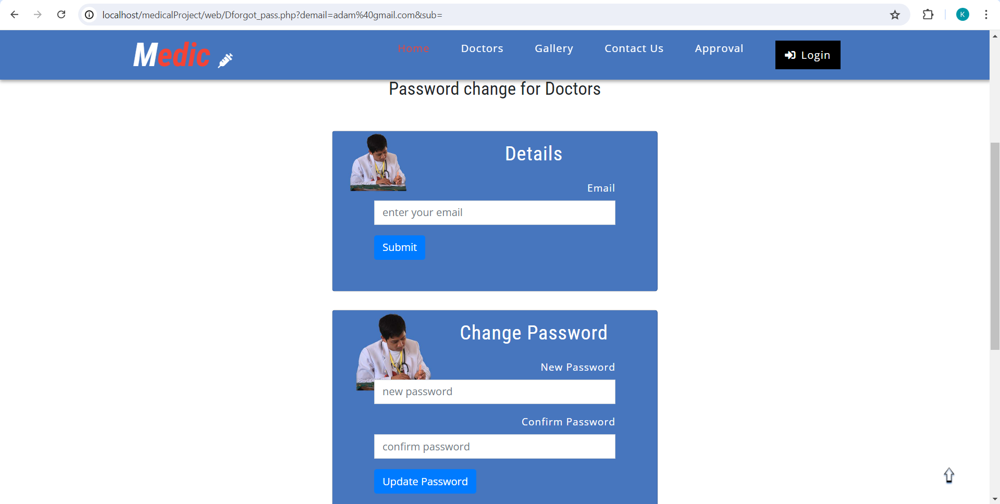 localhost/medicalProject/web/Dforgot_pass.php?demail=adam%40gmail.com&sub=
K
Medic
Home
Doctors
Gallery
Contact Us
Approval
Login
Password change for Doctors
Details
Email
enter your email
Submit
Change Password
New Password
new password
Confirm Password
confirm password
Update Password